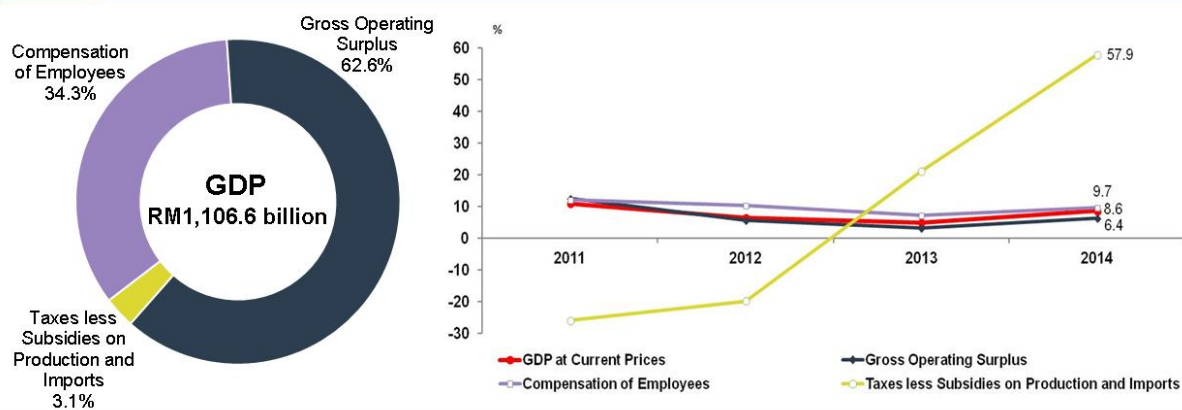 Gross Operating
Surplus
62.6%
Compensation
of Employees
34.3%
GDP
RM1,106.6 billion
Taxes less
Subsidies on
Production and
Imports
3.1%
%
60
50
40
30
20
10
0
-10
-20
-30
2011
2012
2013
2014
57.9
9.7
8.6
6.4
GDP at Current Prices
Gross Operating Surplus
Compensation of Employees
Taxes less Subsidies on Production and Imports